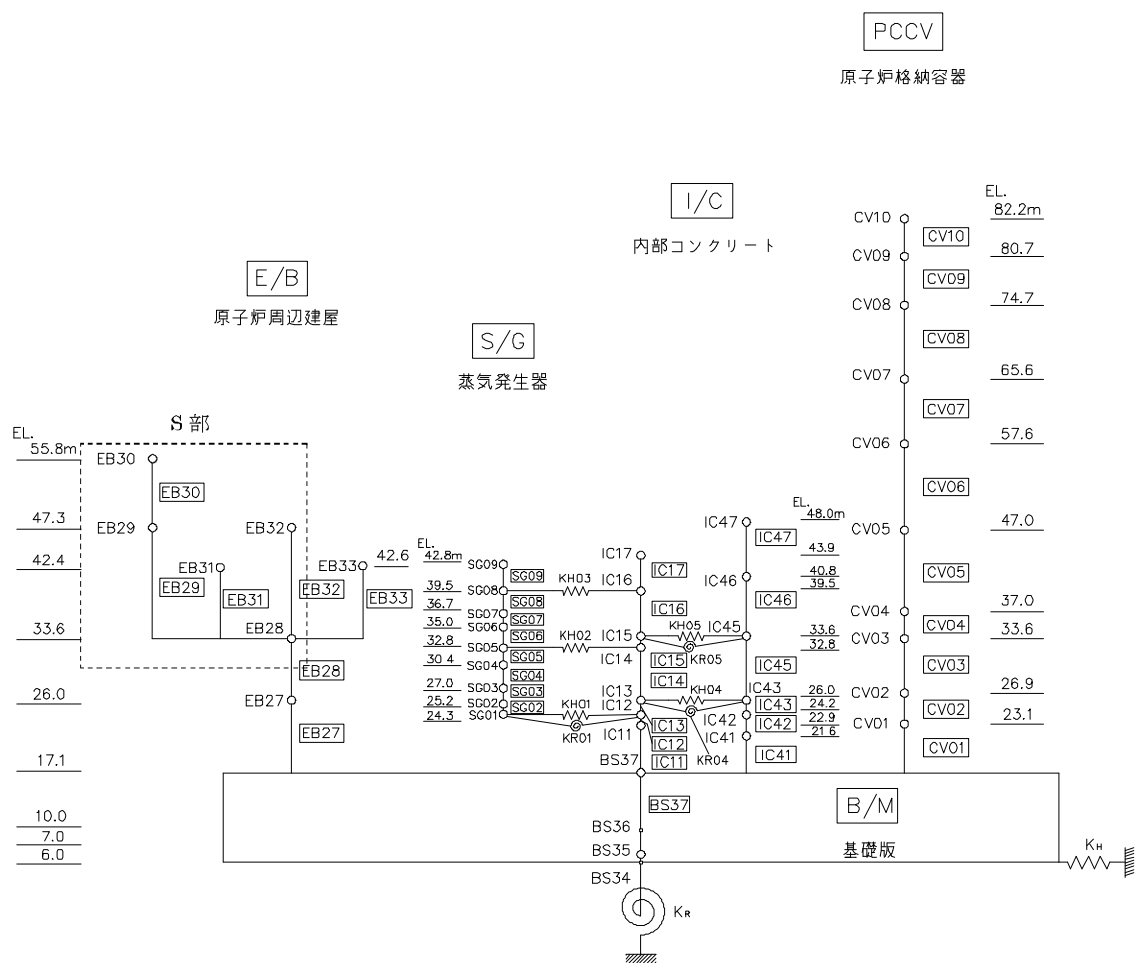 PCCV
原子炉格納容器
I/C
内部コンクリート
E/B
原子炉周辺建屋
S/G
蒸気発生器
S部
EL.
55.8m
47.3
42.4
33.6
26.0
17.1
10.0
7.0
6.0
EB30
EB30
EB29
EB29
EB31
EB31
EB32
EB32
EB33
42.6
EB33
EB28
EB28
EB27
EB27
EL.
42.8m
39.5
36.7
35.0
32.8
30.4
27.0
25.2
24.3
SG09
SG09
SG08
SG08
SG07
SG07
SG06
SG06
SG05
SG05
SG04
SG04
SG03
SG03
SG02
SG02
SG01
KH03
KH02
KH01
KR01
IC17
IC17
IC16
IC16
IC15
IC15
IC14
IC14
IC13
IC12
IC11
IC13
IC12
IC11
KH05
KR05
KH04
KR04
IC47
IC47
IC46
IC46
IC45
IC45
IC43
IC43
IC42
IC42
IC41
IC41
EL.
48.0m
43.9
40.8
39.5
33.6
32.8
26.0
24.2
22.9
21.6
CV10
CV10
CV09
CV09
CV08
CV08
CV07
CV07
CV06
CV06
CV05
CV05
CV04
CV04
CV03
CV03
CV02
CV02
CV01
CV01
EL.
82.2m
80.7
74.7
65.6
57.6
47.0
37.0
33.6
26.9
23.1
BS37
BS37
BS36
BS35
BS34
B/M
基礎版
KH
KR